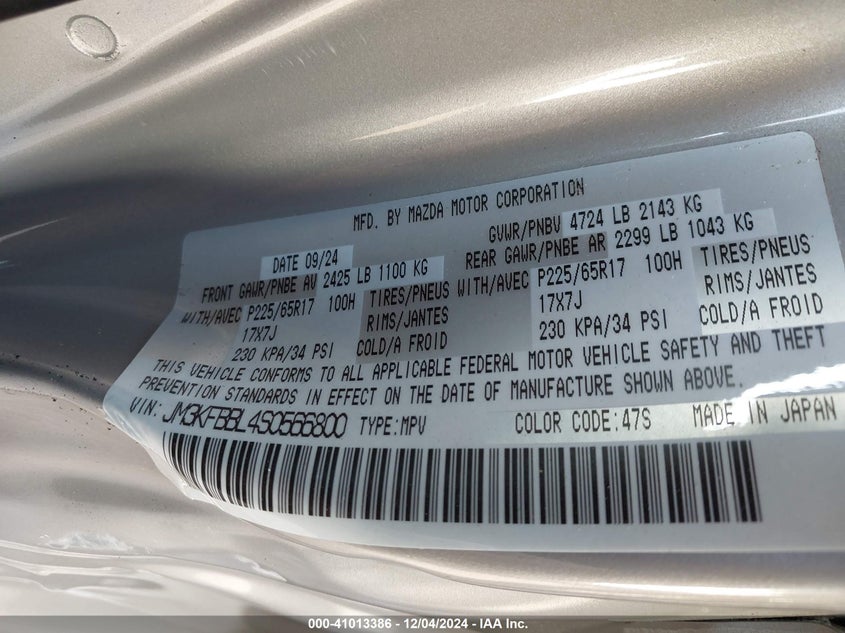 MFD. BY MAZDA MOTOR CORPORATION
DATE 09/24 GVWR/PNBV 4724 LB 2143 KG
FRONT GAWR/PNBE AV 2425 LB 1100 KG REAR GAWR/PNBE AR 2299 LB 1043 KG
WITH/AVEC P225/65R17 100H TIRES/PNEUS WITH/AVEC P225/65R17 100H TIRES/PNEUS
17X7J RIMS/JANTES 17X7J RIMS/JANTES
230 KPA/34 PSI COLD/A FROID 230 KPA/34 PSI COLD/A FROID
THIS VEHICLE CONFORMS TO ALL APPLICABLE FEDERAL MOTOR VEHICLE SAFETY AND THEFT
PREVENTION STANDARDS IN EFFECT ON THE DATE OF MANUFACTURE SHOWN ABOVE.
VIN: JM3KFBBL4S0566800 TYPE:MPV COLOR CODE:47S MADE IN JAPAN
000-41013386 - 12/04/2024 - IAA Inc.